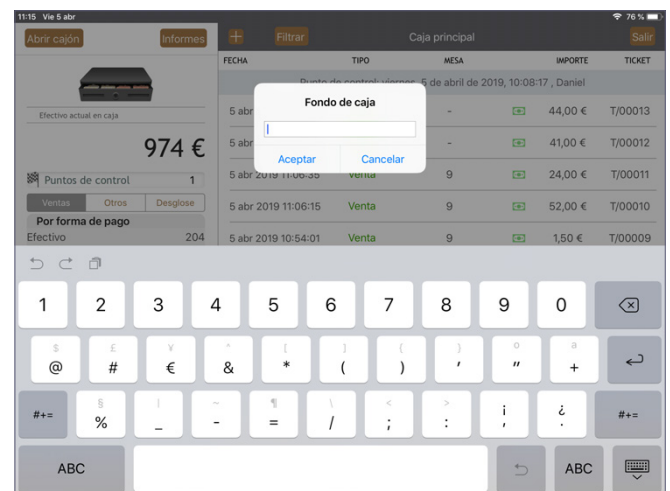 11:15 Vie 5 abr 76 %
Abrir cajón Informes Filtrar Caja principal Salir
FECHA TIPO MESA IMPORTE TICKET
Punto de control: viernes, 5 de abril de 2019, 10:08:17 , Daniel
Efectivo actual en caja
974 €
Puntos de control 1
Ventas Otros Desglose
Por forma de pago
Efectivo 204
Fondo de caja
Aceptar Cancelar
5 abr - 44,00 € T/00013
5 abr - 41,00 € T/00012
5 abr 2019 11:06:35 Venta 9 24,00 € T/00011
5 abr 2019 11:06:15 Venta 9 52,00 € T/00010
5 abr 2019 10:54:01 Venta 9 1,50 € T/00009
1 2 3 4 5 6 7 8 9 0
$ £ ¥ ^ [ ] { } º ª
@ # € & * ( ) ' " +
§ | ~ ¶ \ < > ¡ ¿
#+= % _ - = / ; : , . #+=
ABC ABC